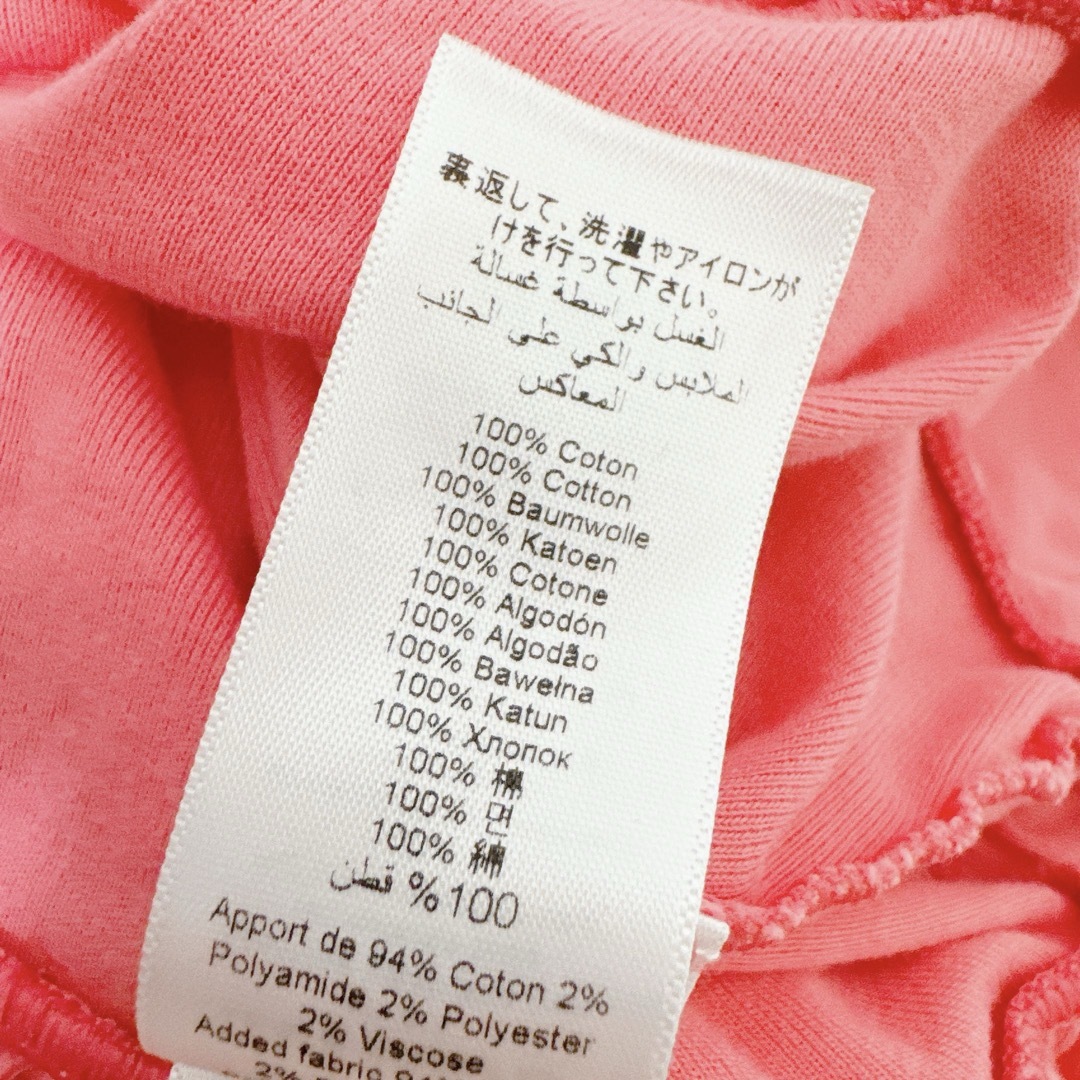 裏返して、洗濯やアイロンが
けを行って下さい。
الغسل بواسطة غسالة
الملابس والكي على الجانب
المعاكس
100% Coton
100% Cotton
100% Baumwolle
100% Katoen
100% Cotone
100% Algodón
100% Algodão
100% Bawełna
100% Katun
100% Хлопок
100% 棉
100% 면
100% 綿
100% قطن
Apport de 94% Coton 2%
Polyamide 2% Polyester
2% Viscose
Added fabric
2%